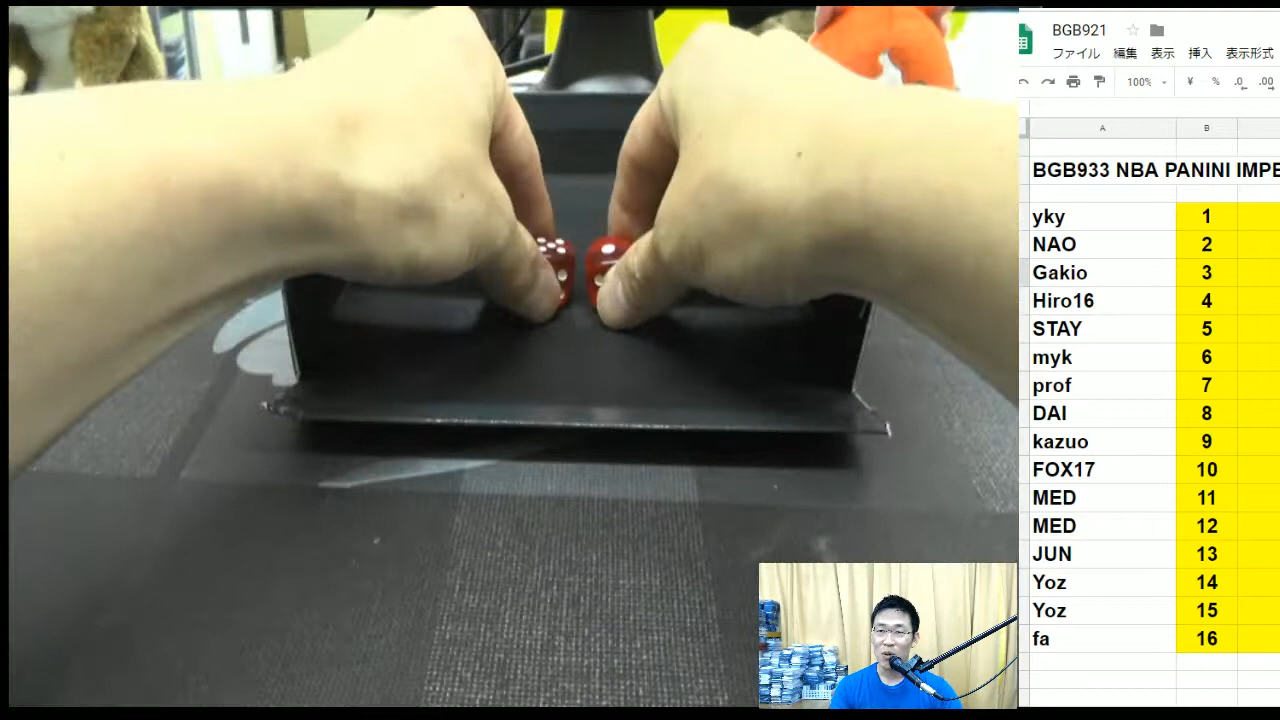 BGB921
ファイル 編集 表示 挿入 表示形式
100% ¥ % .0 .00
A B
BGB933 NBA PANINI IMPE
yky 1
NAO 2
Gakio 3
Hiro16 4
STAY 5
myk 6
prof 7
DAI 8
kazuo 9
FOX17 10
MED 11
MED 12
JUN 13
Yoz 14
Yoz 15
fa 16